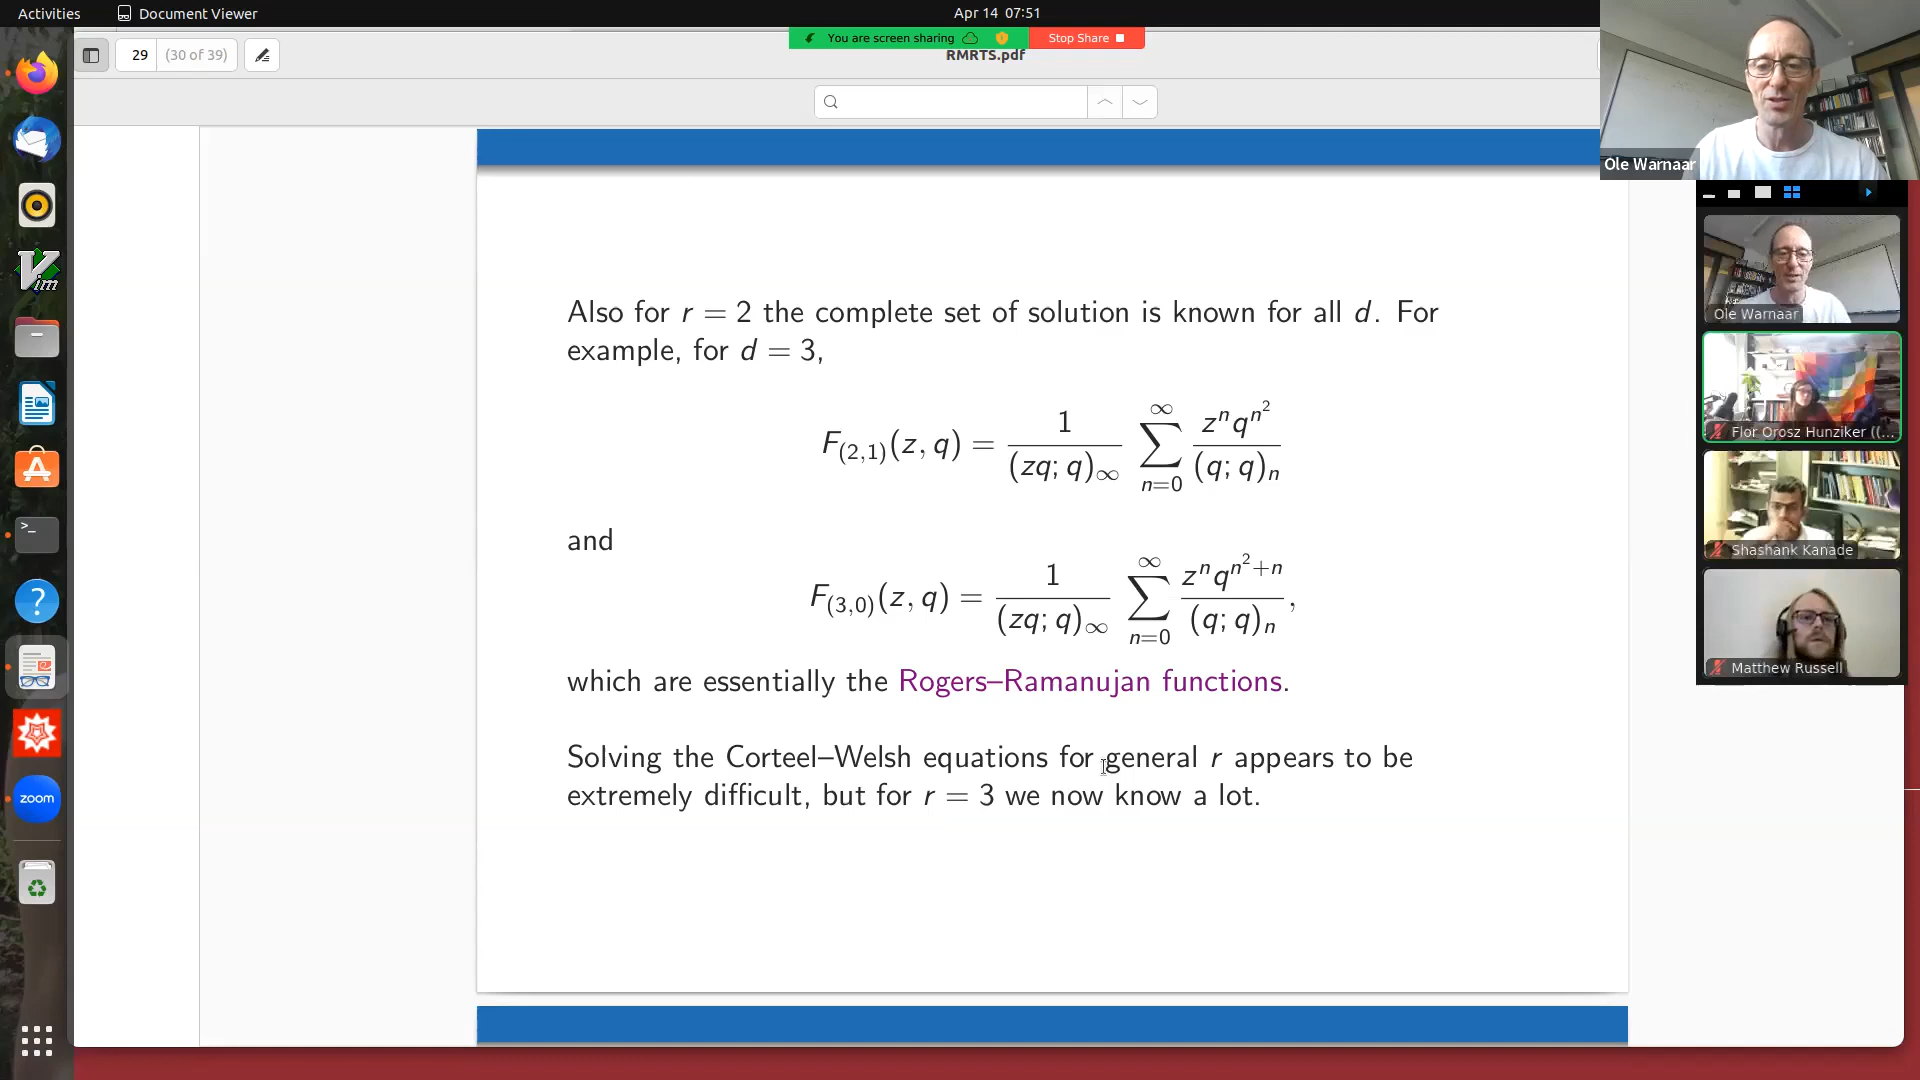 Activities
Document Viewer
Apr 14 07:51
You are screen sharing
Stop Share
29
(30 of 39)
RMRTS.pdf
Also for r = 2 the complete set of solution is known for all d. For
example, for d = 3,
F_{(2,1)}(z, q) = \frac{1}{(zq; q)_∞} \sum_{n=0}^{∞} \frac{z^n q^{n^2}}{(q; q)_n}
and
F_{(3,0)}(z, q) = \frac{1}{(zq; q)_∞} \sum_{n=0}^{∞} \frac{z^n q^{n^2+n}}{(q; q)_n},
which are essentially the Rogers–Ramanujan functions.
Solving the Corteel–Welsh equations for general r appears to be
extremely difficult, but for r = 3 we now know a lot.
Ole Warnaar
Ole Warnaar
Flor Orosz Hunziker ((...
Shashank Kanade
Matthew Russell
Vim
>_
?
zoom